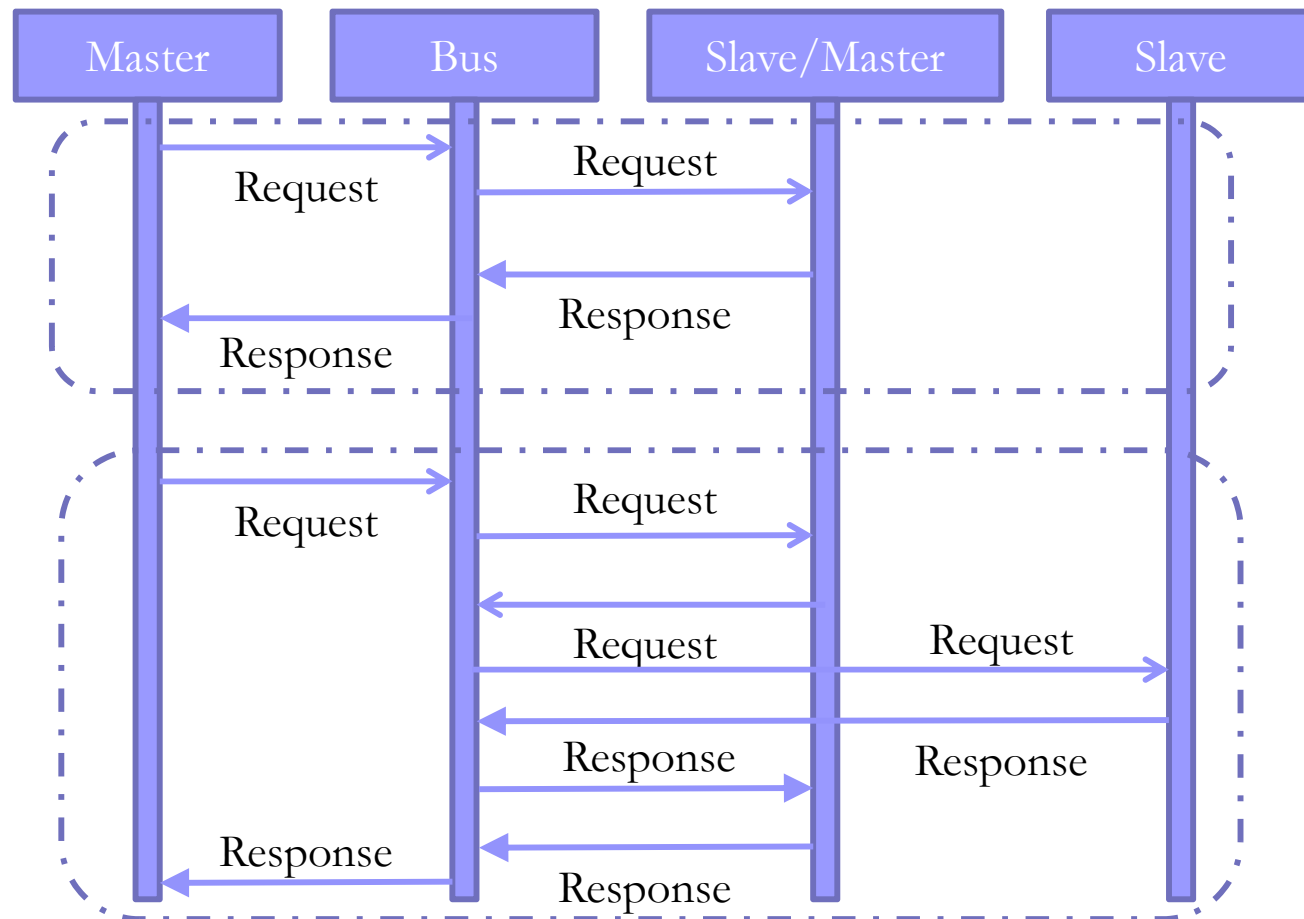 Master
Bus
Slave/Master
Slave
Request
Request
Response
Response
Request
Request
Request
Request
Response
Response
Response
Response